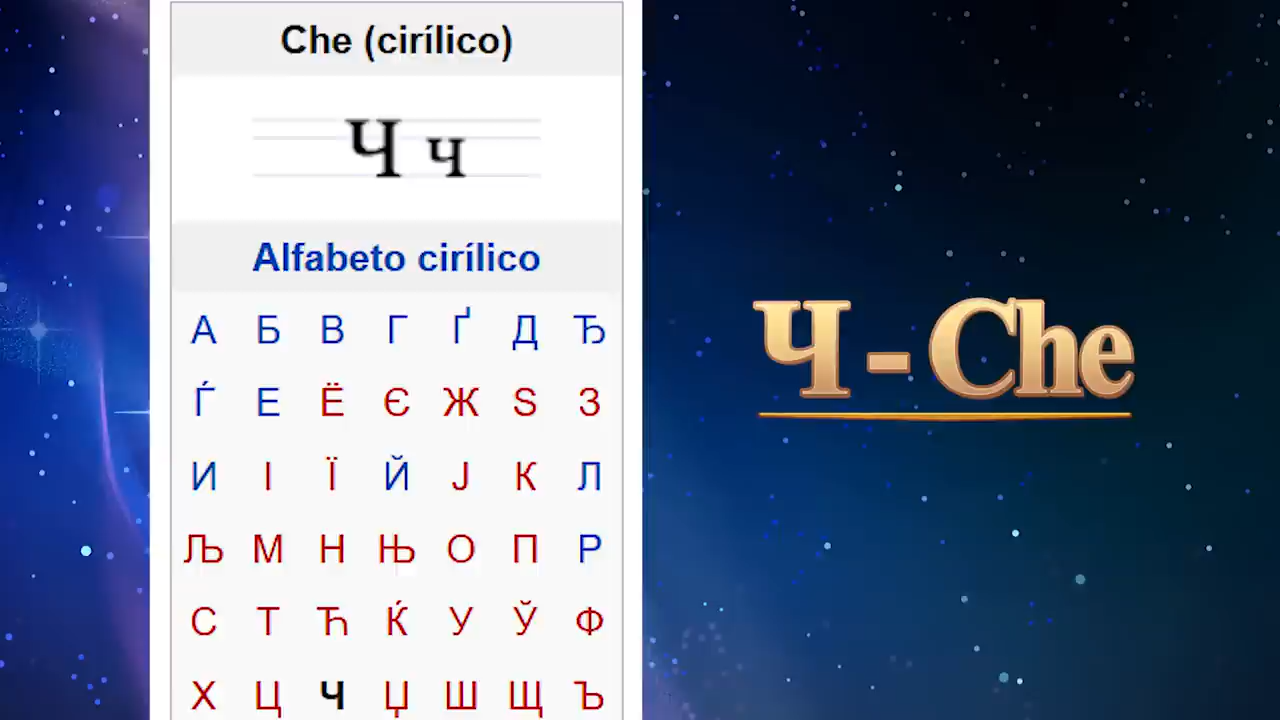 Che (cirílico)
Ч ч
Alfabeto cirílico
А Б В Г Ґ Д Ђ
Ѓ Е Ё Є Ж Ѕ З
И І Ї Й Ј К Л
Љ М Н Њ О П Р
С Т Ћ Ќ У Ў Ф
Х Ц Ч Џ Ш Щ Ъ
Ч - Che